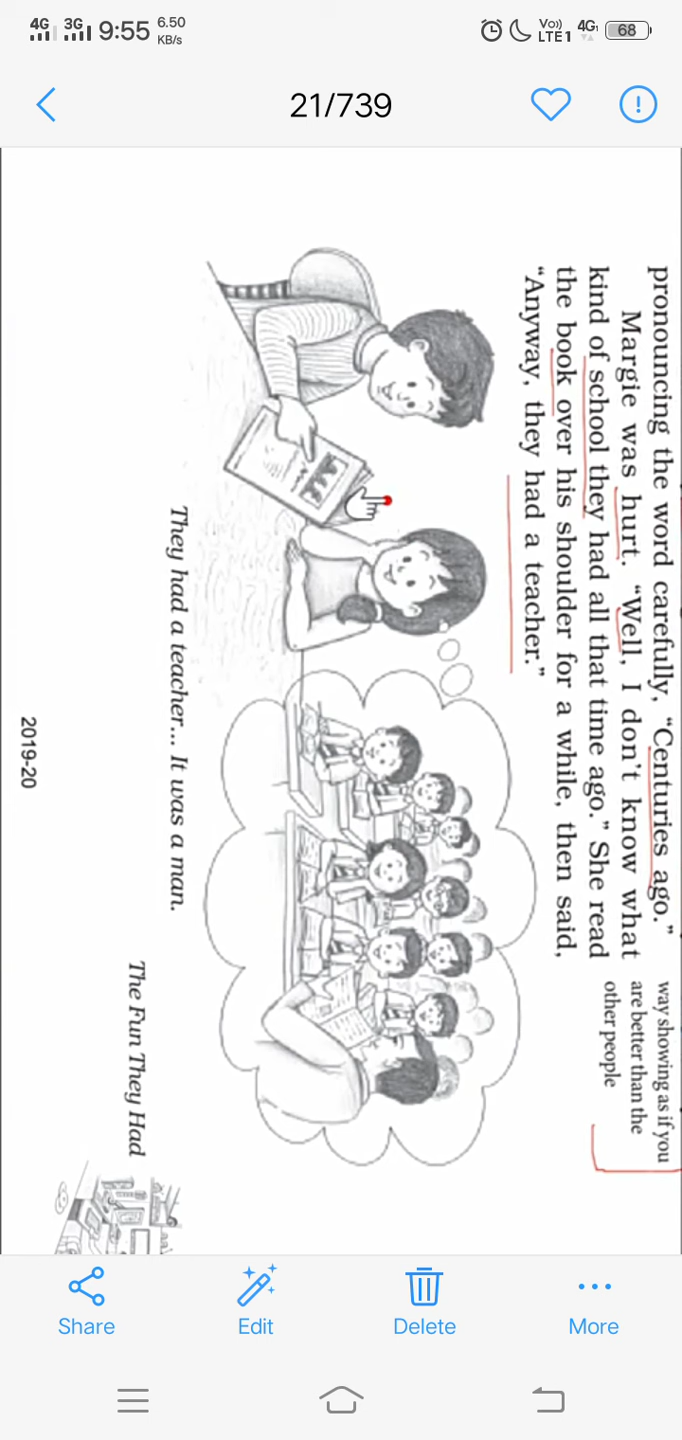 4G 3G 9:55 6.50 KB/s Vo)) LTE1 4G 68
21/739
pronouncing the word carefully, “Centuries ago.”
Margie was hurt. “Well, I don’t know what
kind of school they had all that time ago.” She read
the book over his shoulder for a while, then said,
“Anyway, they had a teacher.”
way showing as if you
are better than the
other people
They had a teacher... It was a man.
The Fun They Had
2019-20
Share Edit Delete More